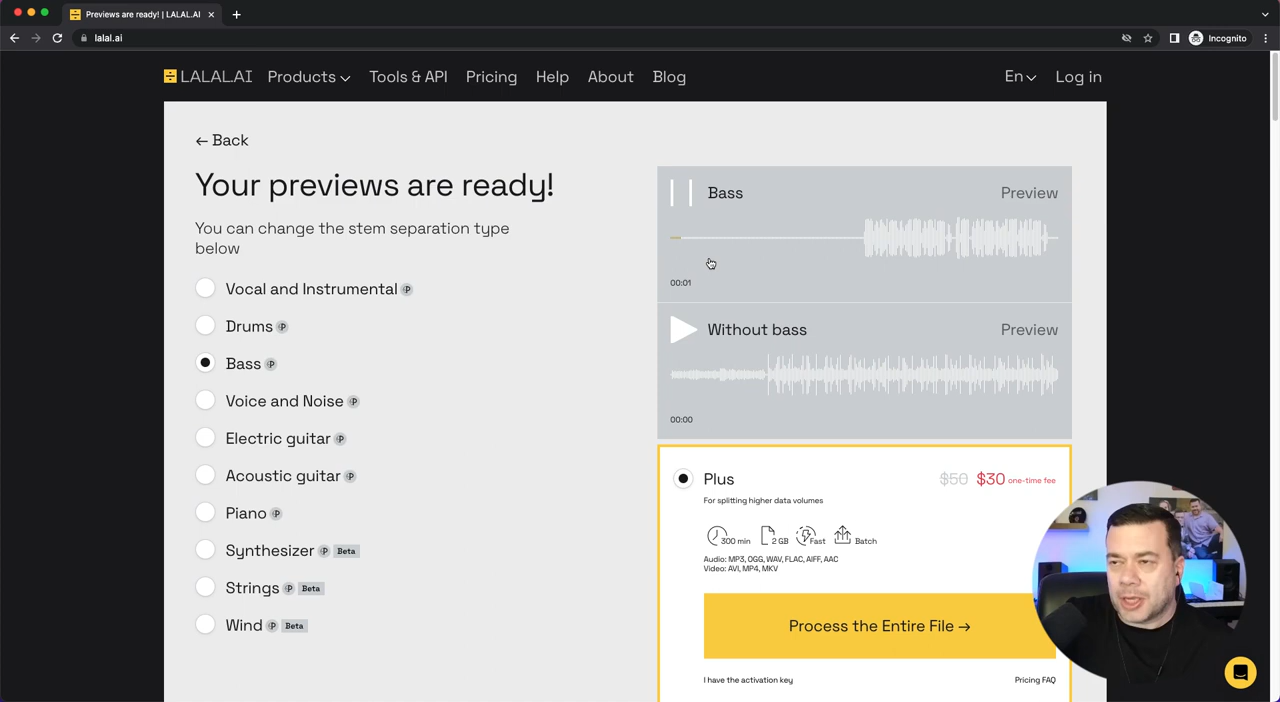 Previews are ready! | LALAL.AI
lalal.ai
Incognito
LALAL.AI
Products
Tools & API
Pricing
Help
About
Blog
En
Log in
← Back
Your previews are ready!
You can change the stem separation type
below
Vocal and Instrumental P
Drums P
Bass P
Voice and Noise P
Electric guitar P
Acoustic guitar P
Piano P
Synthesizer P Beta
Strings P Beta
Wind P Beta
Bass
Preview
00:01
Without bass
Preview
00:00
Plus
$50 $30 one-time fee
For splitting higher data volumes
300 min
2 GB
Fast
Batch
Audio: MP3, OGG, WAV, FLAC, AIFF, AAC
Video: AVI, MP4, MKV
Process the Entire File →
I have the activation key
Pricing FAQ